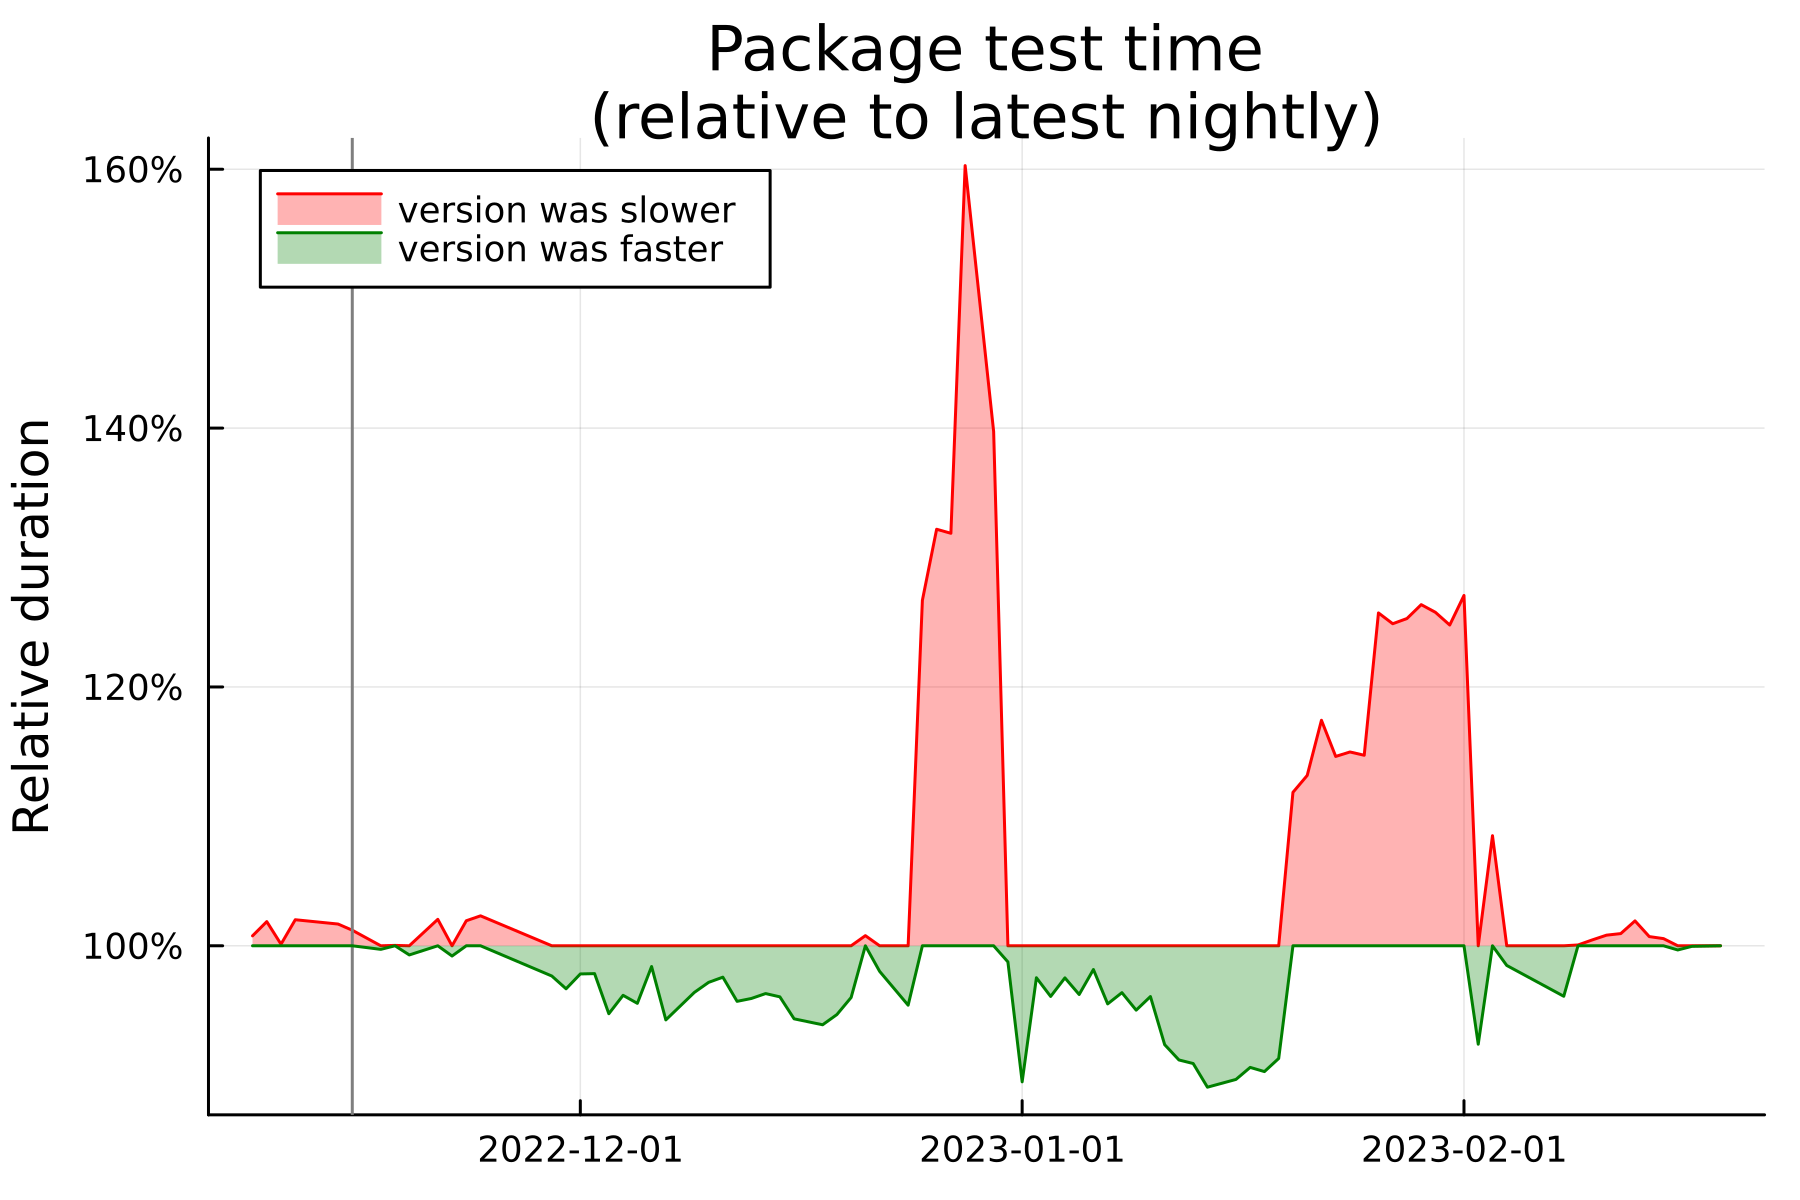 Package test time
(relative to latest nightly)
160%
version was slower
version was faster
140%
Relative duration
120%
100%
2022-12-01
2023-01-01
2023-02-01